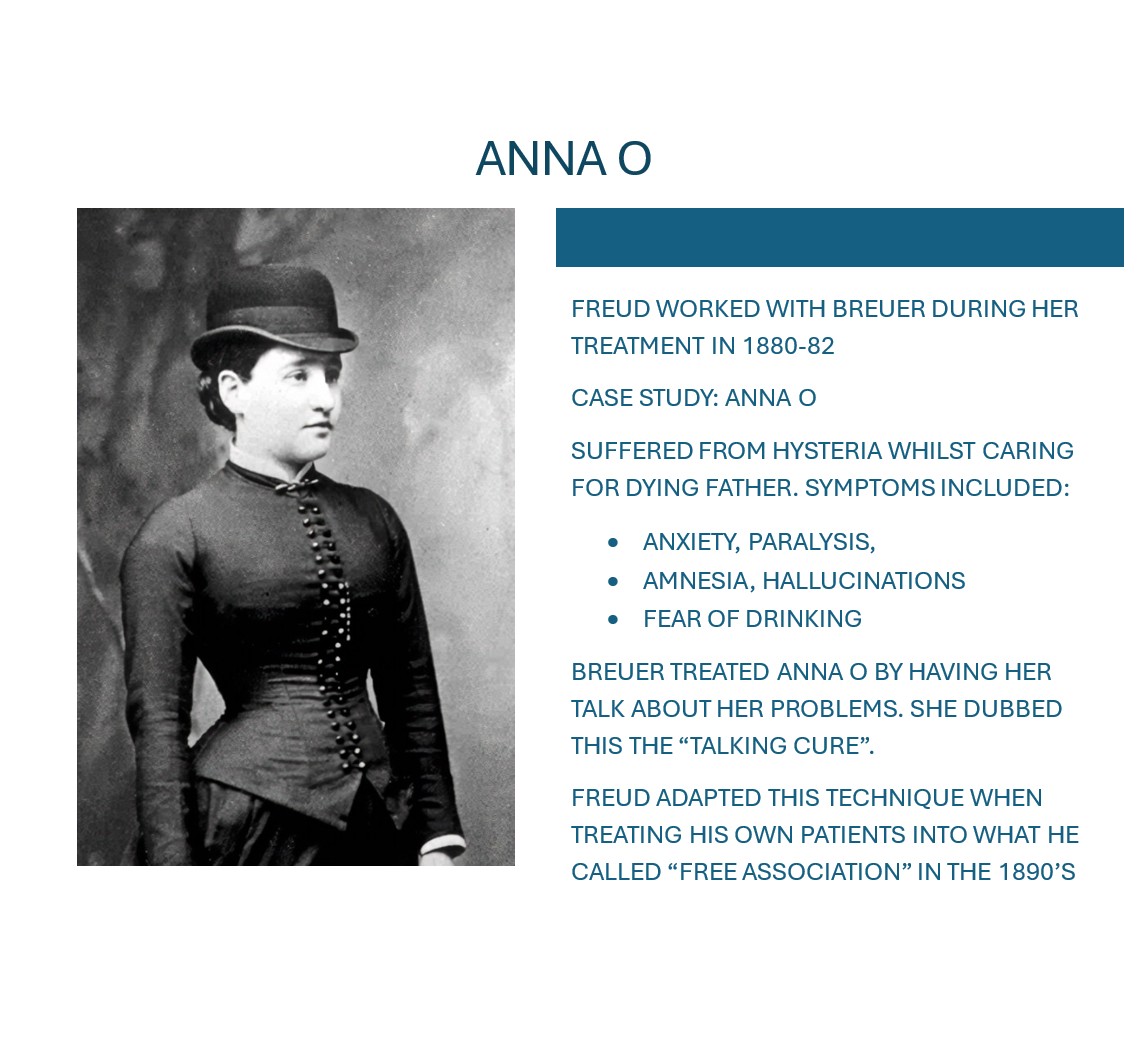 ANNA O
FREUD WORKED WITH BREUER DURING HER
TREATMENT IN 1880-82
CASE STUDY: ANNA O
SUFFERED FROM HYSTERIA WHILST CARING
FOR DYING FATHER. SYMPTOMS INCLUDED:
• ANXIETY, PARALYSIS,
• AMNESIA, HALLUCINATIONS
• FEAR OF DRINKING
BREUER TREATED ANNA O BY HAVING HER
TALK ABOUT HER PROBLEMS. SHE DUBBED
THIS THE “TALKING CURE”.
FREUD ADAPTED THIS TECHNIQUE WHEN
TREATING HIS OWN PATIENTS INTO WHAT HE
CALLED “FREE ASSOCIATION” IN THE 1890’S